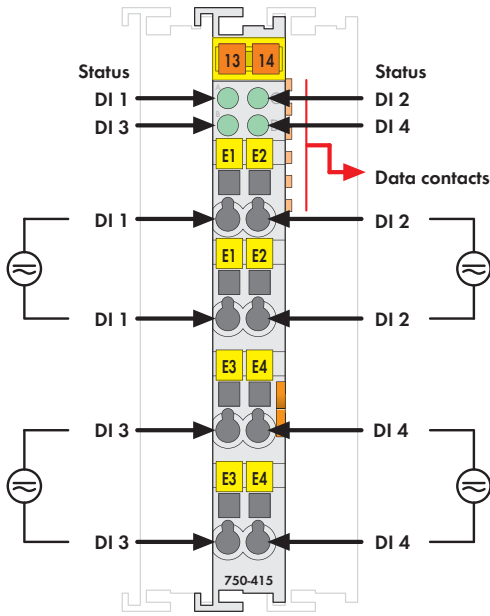 13 14
Status Status
A C
DI 1 DI 2
B D
DI 3 DI 4
E1 E2
Data contacts
DI 1 DI 2
E1 E2
DI 1 DI 2
E3 E4
DI 3 DI 4
E3 E4
DI 3 DI 4
750-415